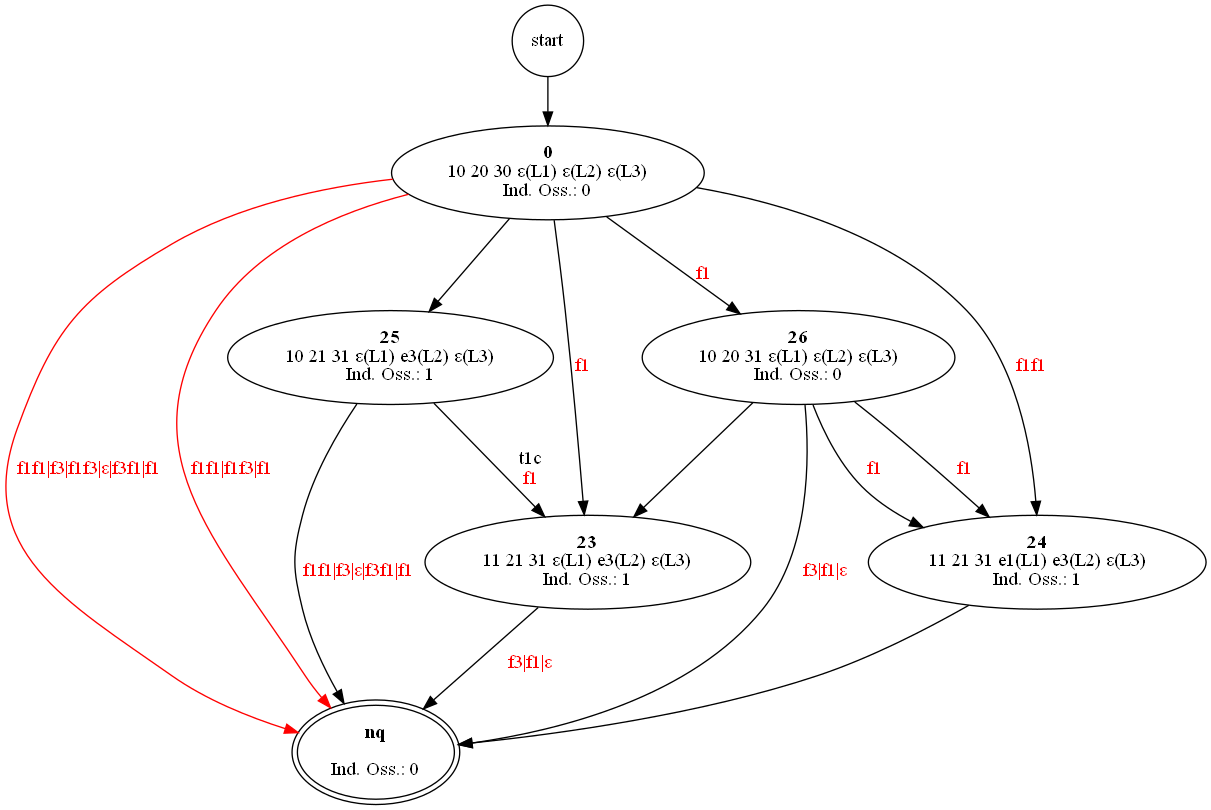 start
0
10 20 30 ε(L1) ε(L2) ε(L3)
Ind. Oss.: 0
f1
25
10 21 31 ε(L1) e3(L2) ε(L3)
Ind. Oss.: 1
f1
26
10 20 31 ε(L1) ε(L2) ε(L3)
Ind. Oss.: 0
f1f1
f1f1|f3|f1f3|ε|f3f1|f1
f1f1|f1f3|f1
t1c
f1
f1
f1
23
11 21 31 ε(L1) e3(L2) ε(L3)
Ind. Oss.: 1
24
11 21 31 e1(L1) e3(L2) ε(L3)
Ind. Oss.: 1
f1f1|f3|ε|f3f1|f1
f3|f1|ε
f3|f1|ε
nq
Ind. Oss.: 0